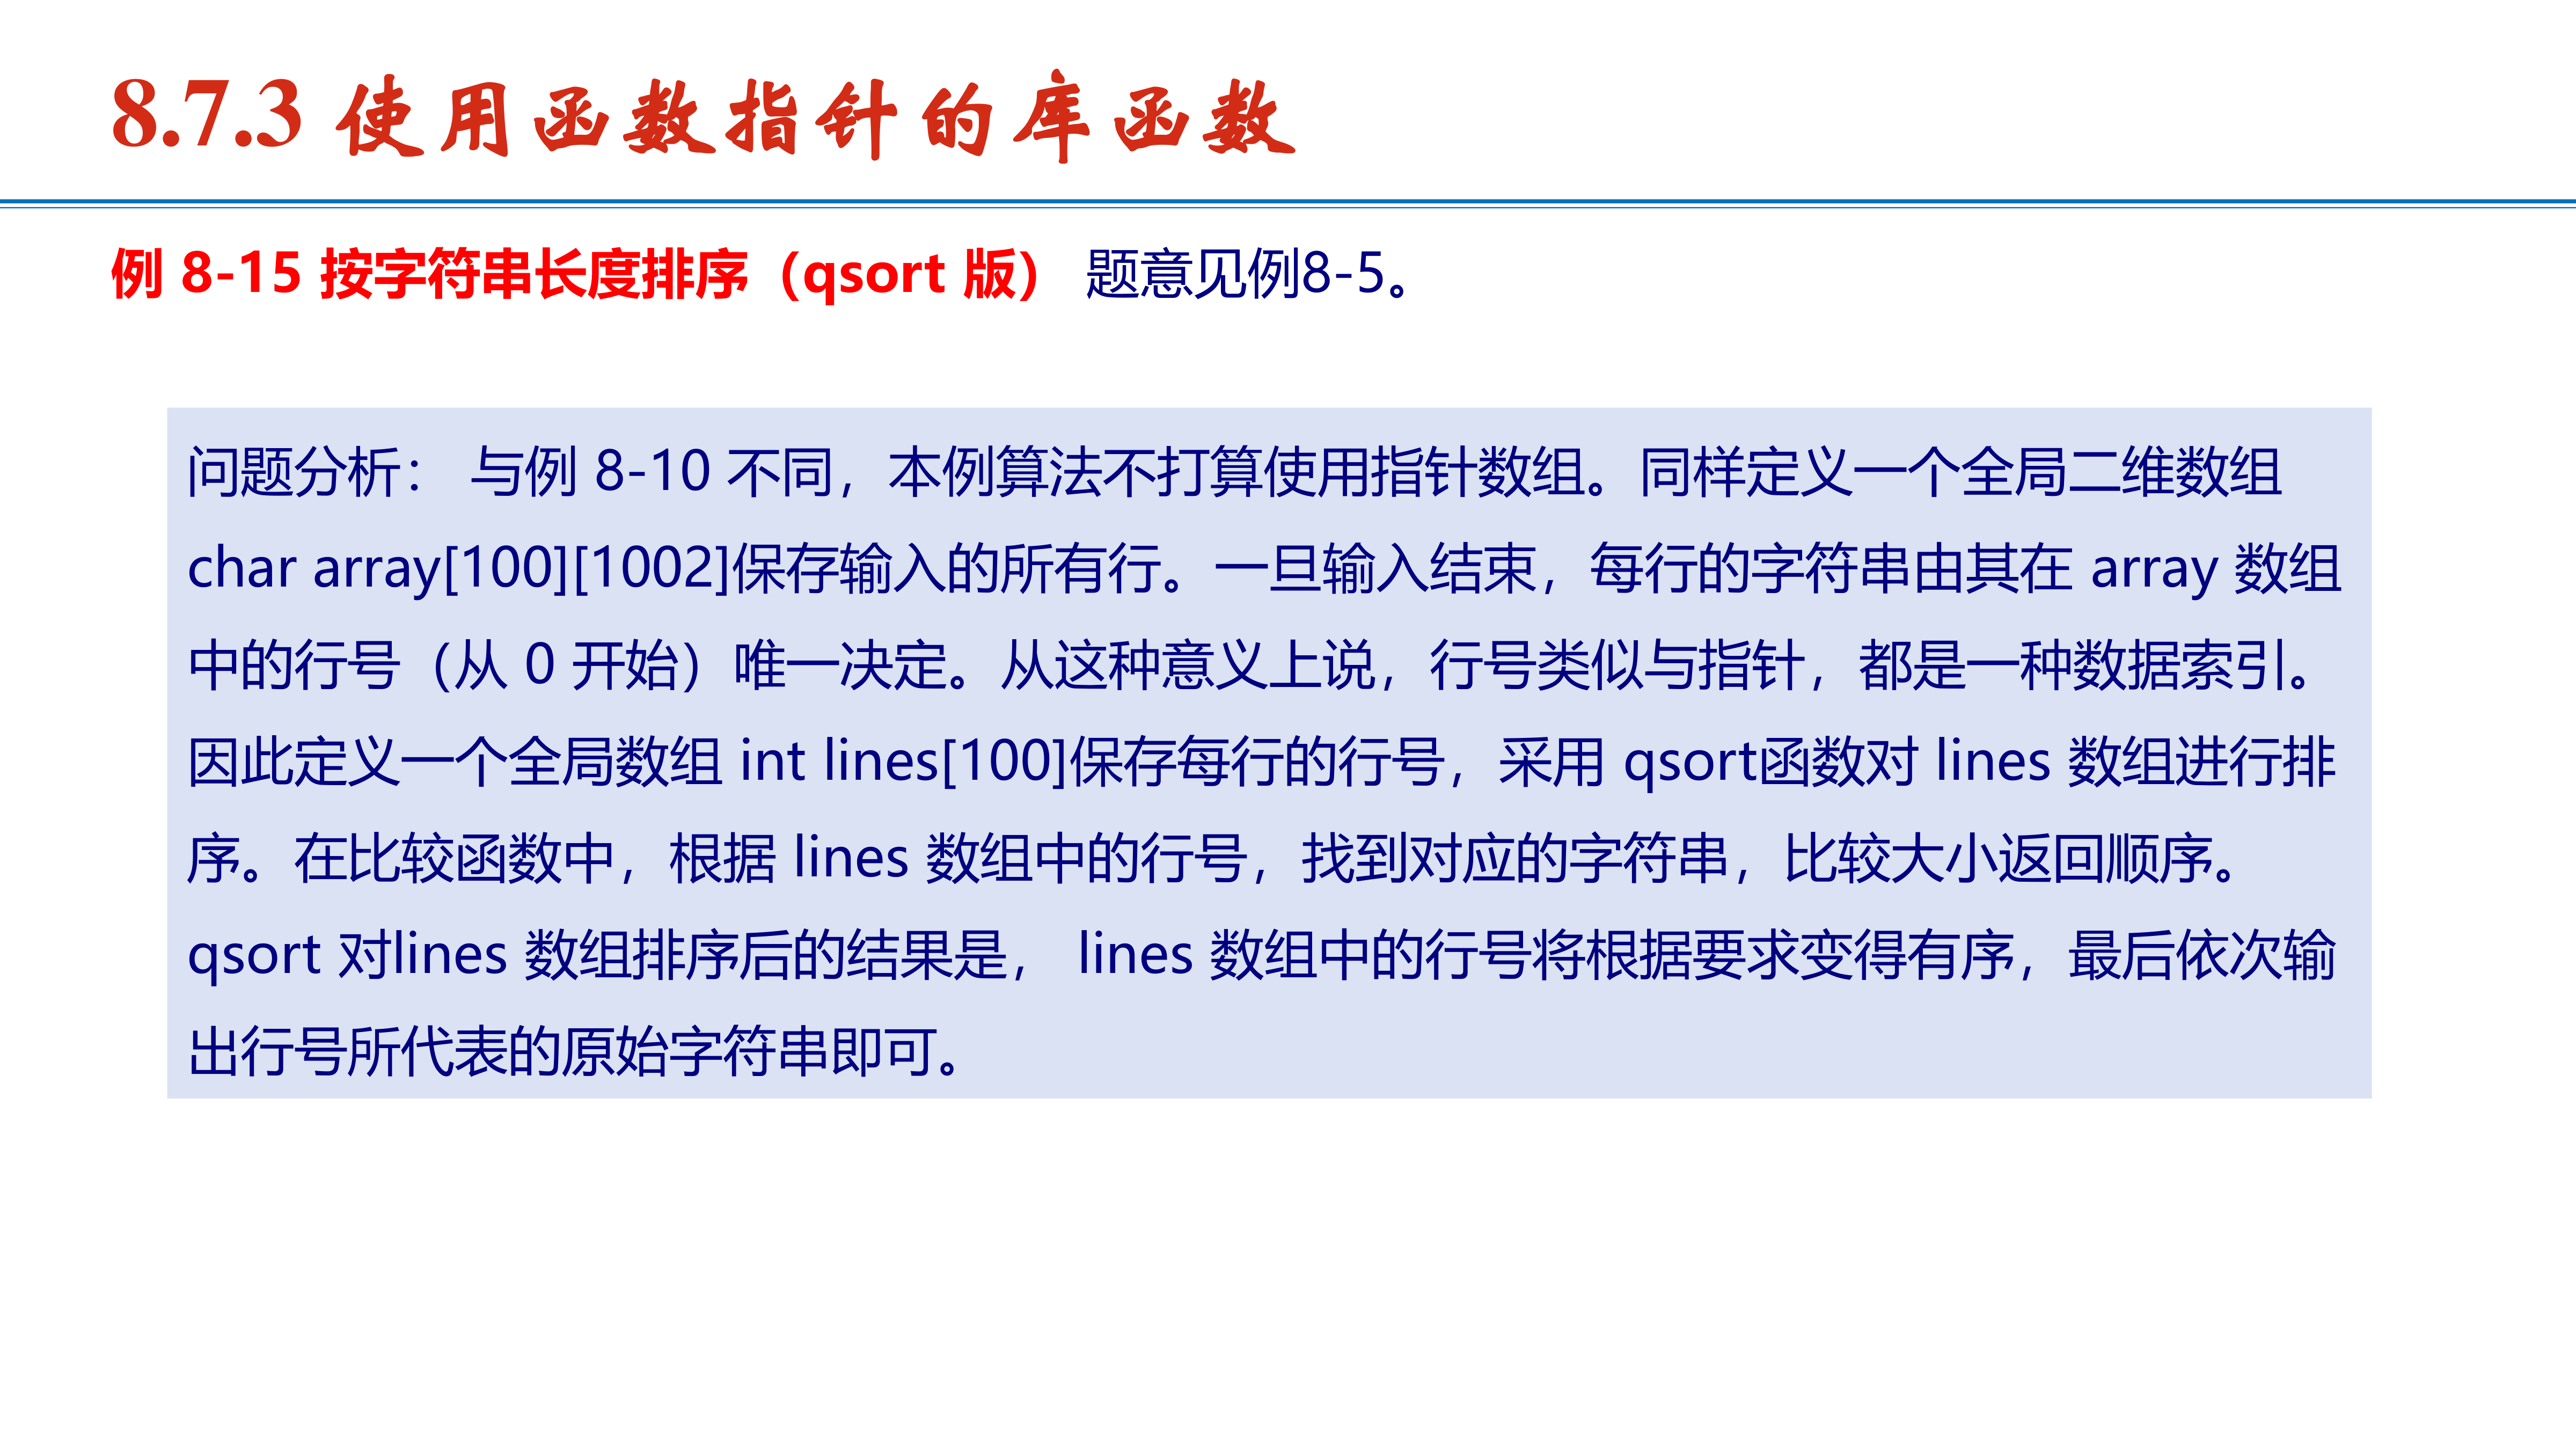 8.7.3 使用函数指针的库函数
例 8-15 按字符串长度排序（qsort 版） 题意见例8-5。
问题分析： 与例 8-10 不同，本例算法不打算使用指针数组。同样定义一个全局二维数组
char array[100][1002]保存输入的所有行。一旦输入结束，每行的字符串由其在 array 数组
中的行号（从 0 开始）唯一决定。从这种意义上说，行号类似与指针，都是一种数据索引。
因此定义一个全局数组 int lines[100]保存每行的行号，采用 qsort函数对 lines 数组进行排
序。在比较函数中，根据 lines 数组中的行号，找到对应的字符串，比较大小返回顺序。
qsort 对lines 数组排序后的结果是， lines 数组中的行号将根据要求变得有序，最后依次输
出行号所代表的原始字符串即可。